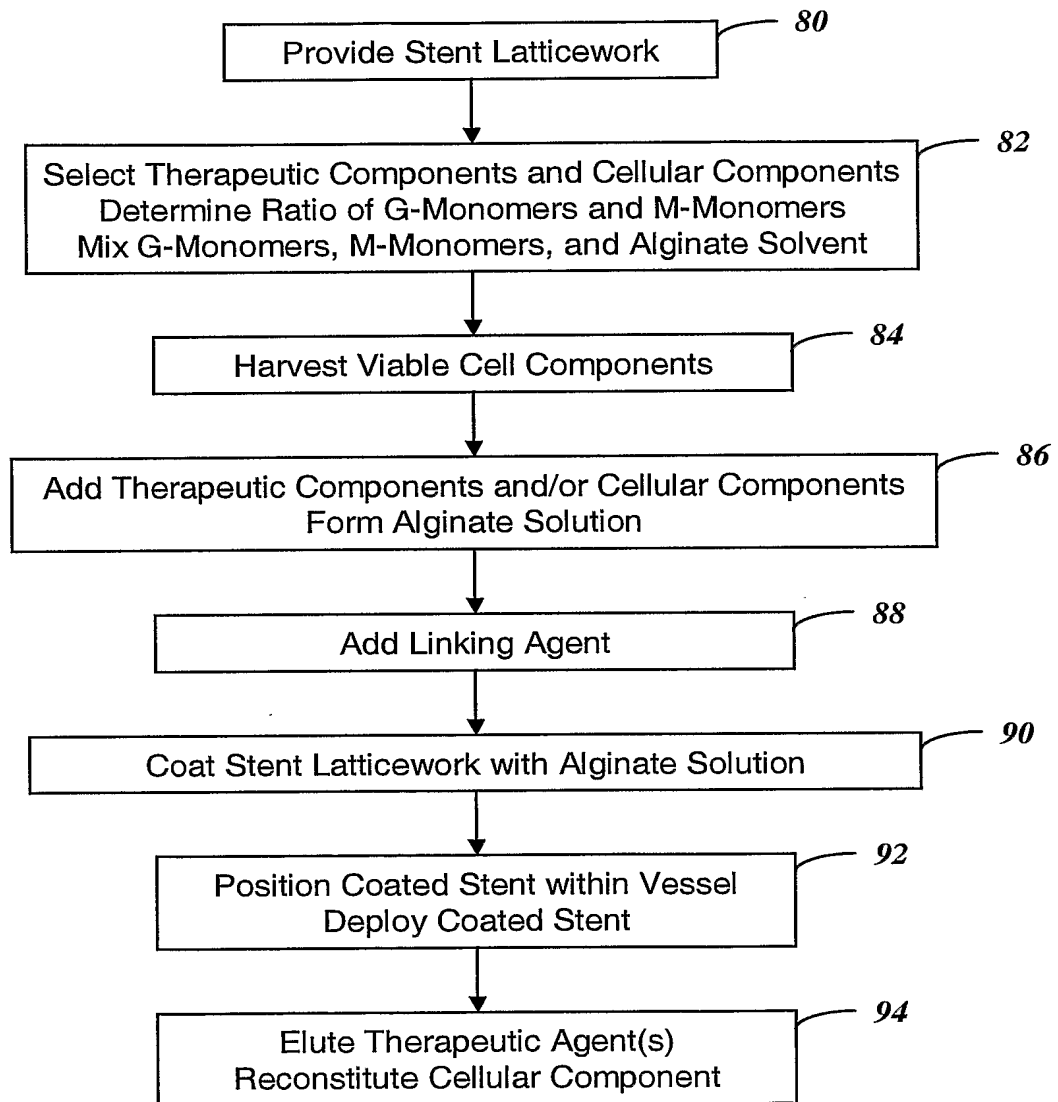 80
Provide Stent Latticework
82
Select Therapeutic Components and Cellular Components
Determine Ratio of G-Monomers and M-Monomers
Mix G-Monomers, M-Monomers, and Alginate Solvent
84
Harvest Viable Cell Components
86
Add Therapeutic Components and/or Cellular Components
Form Alginate Solution
88
Add Linking Agent
90
Coat Stent Latticework with Alginate Solution
92
Position Coated Stent within Vessel
Deploy Coated Stent
94
Elute Therapeutic Agent(s)
Reconstitute Cellular Component